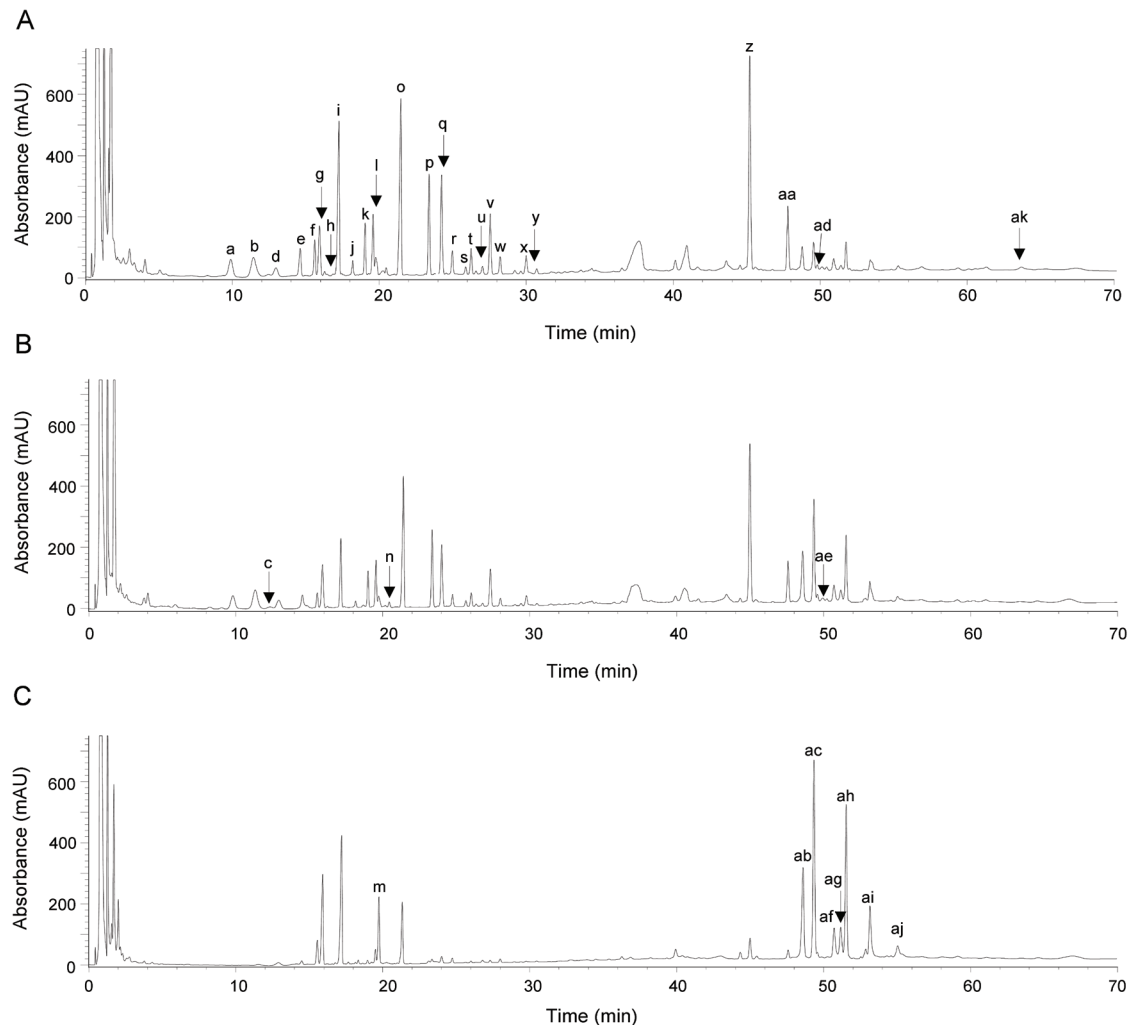 A
Absorbance (mAU)
600
400
200
0
a b c d e f g h i j k l o p q r s t u v w x y z aa ad ak
0 10 20 30 40 50 60 70
Time (min)
B
Absorbance (mAU)
600
400
200
0
c n ae
0 10 20 30 40 50 60 70
Time (min)
C
Absorbance (mAU)
600
400
200
0
m ab ac af ag ah ai aj
0 10 20 30 40 50 60 70
Time (min)